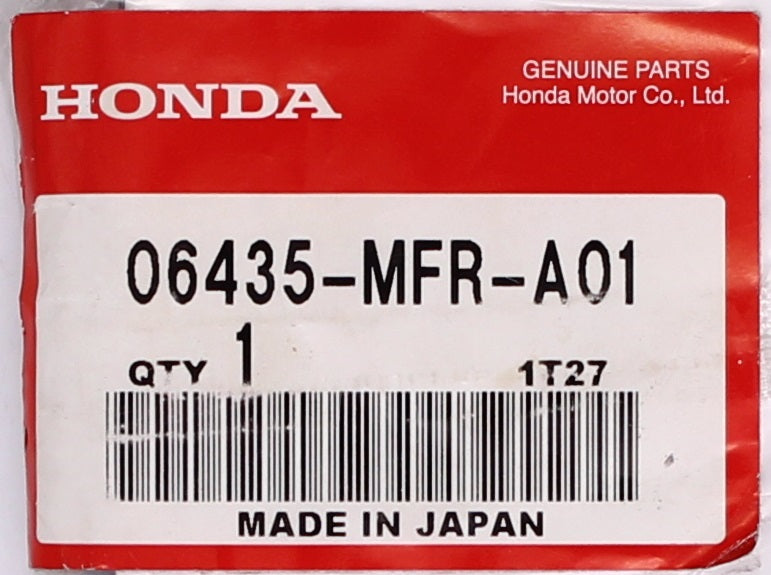 HONDA
GENUINE PARTS
Honda Motor Co., Ltd.
06435-MFR-A01
QTY 1 1T27
MADE IN JAPAN